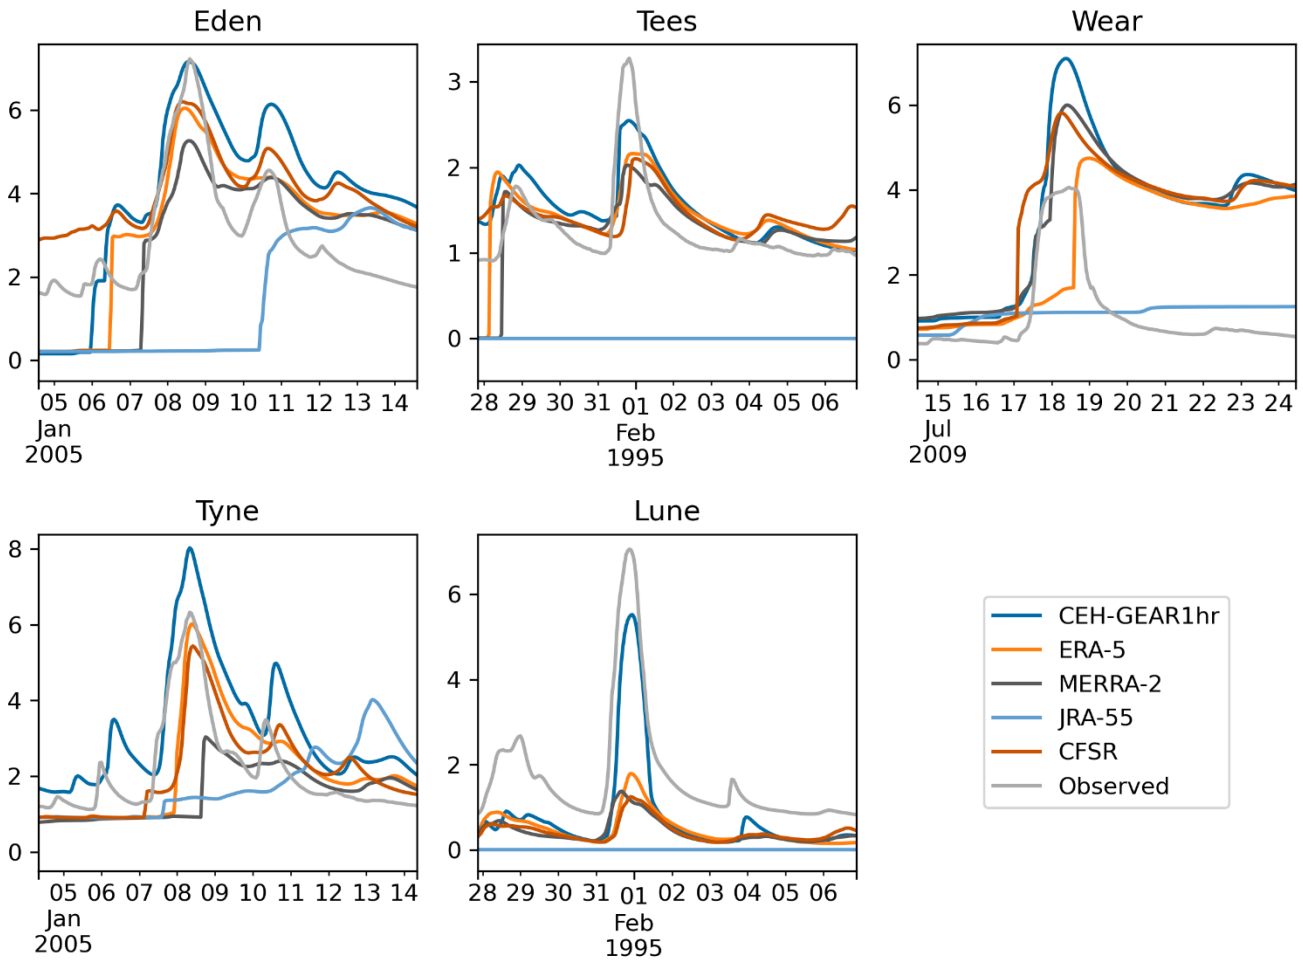 Eden
6
4
2
0
05 06 07 08 09 10 11 12 13 14
Jan
2005
Tees
3
2
1
0
28 29 30 31 01 02 03 04 05 06
Feb
1995
Wear
6
4
2
0
15 16 17 18 19 20 21 22 23 24
Jul
2009
Tyne
8
6
4
2
0
05 06 07 08 09 10 11 12 13 14
Jan
2005
Lune
6
4
2
0
28 29 30 31 01 02 03 04 05 06
Feb
1995
CEH-GEAR1hr
ERA-5
MERRA-2
JRA-55
CFSR
Observed